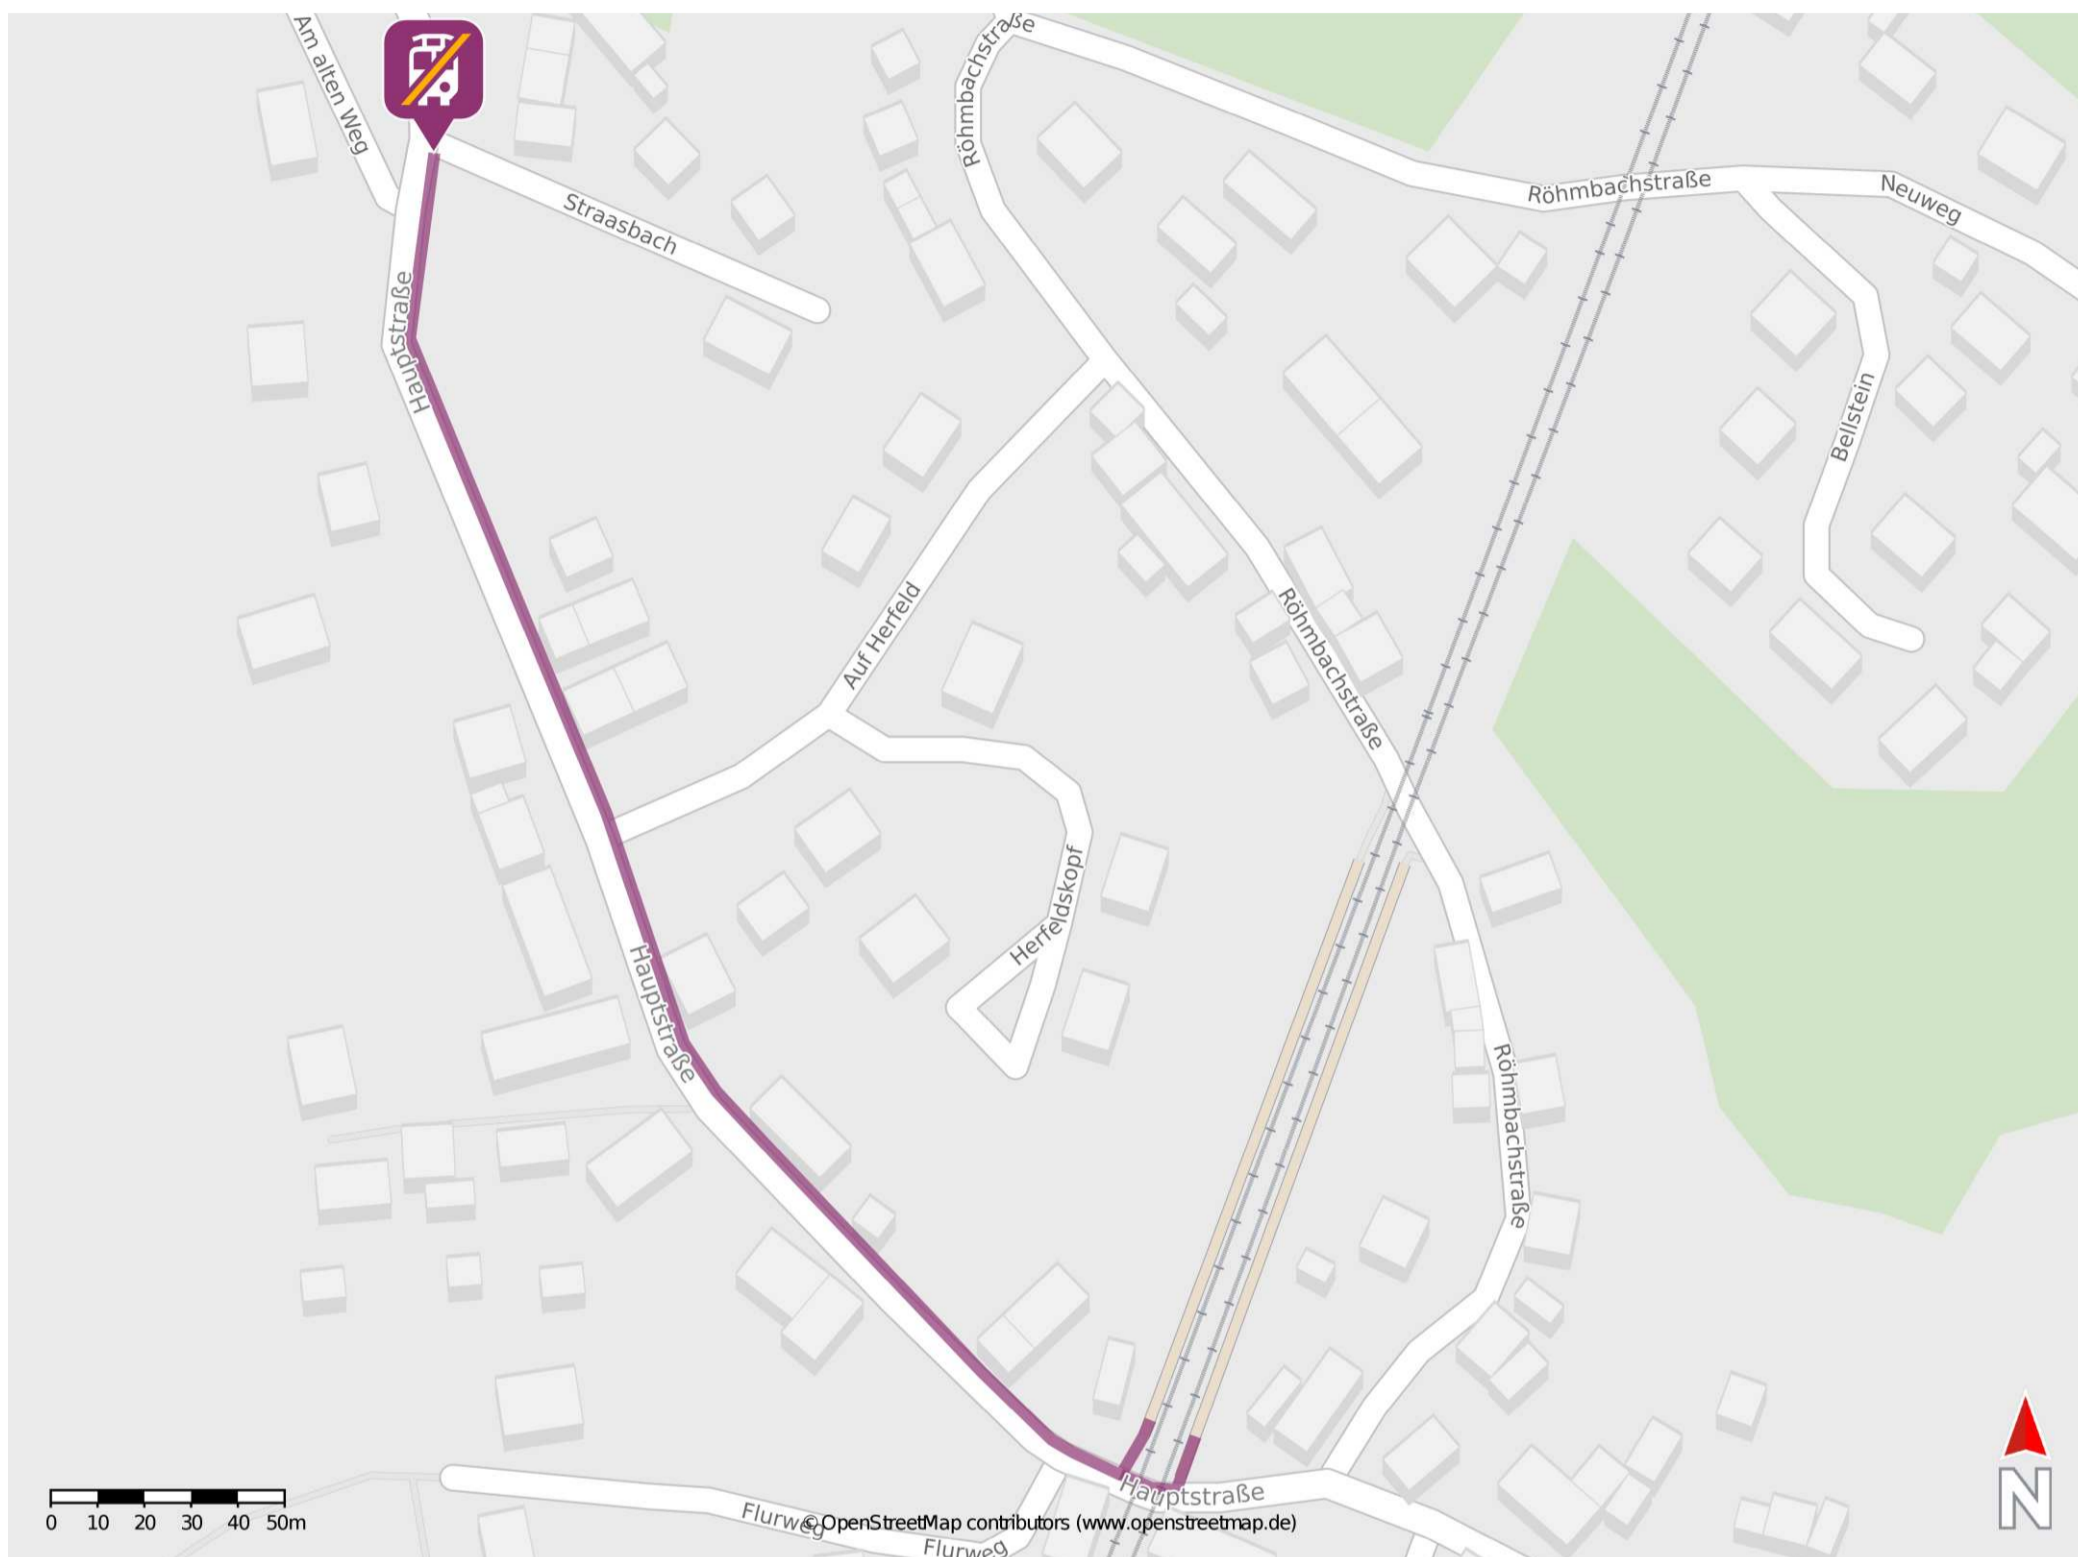 Am alten Weg
Röhmbachstraße
Röhmbachstraße
Neuweg
Straasbach
Hauptstraße
Bellstein
Auf Herfeld
Röhmbachstraße
Herfeldskopf
Hauptstraße
Röhmbachstraße
Hauptstraße
0 10 20 30 40 50m
Flurweg
© OpenStreetMap contributors (www.openstreetmap.de)
Flurweg
N